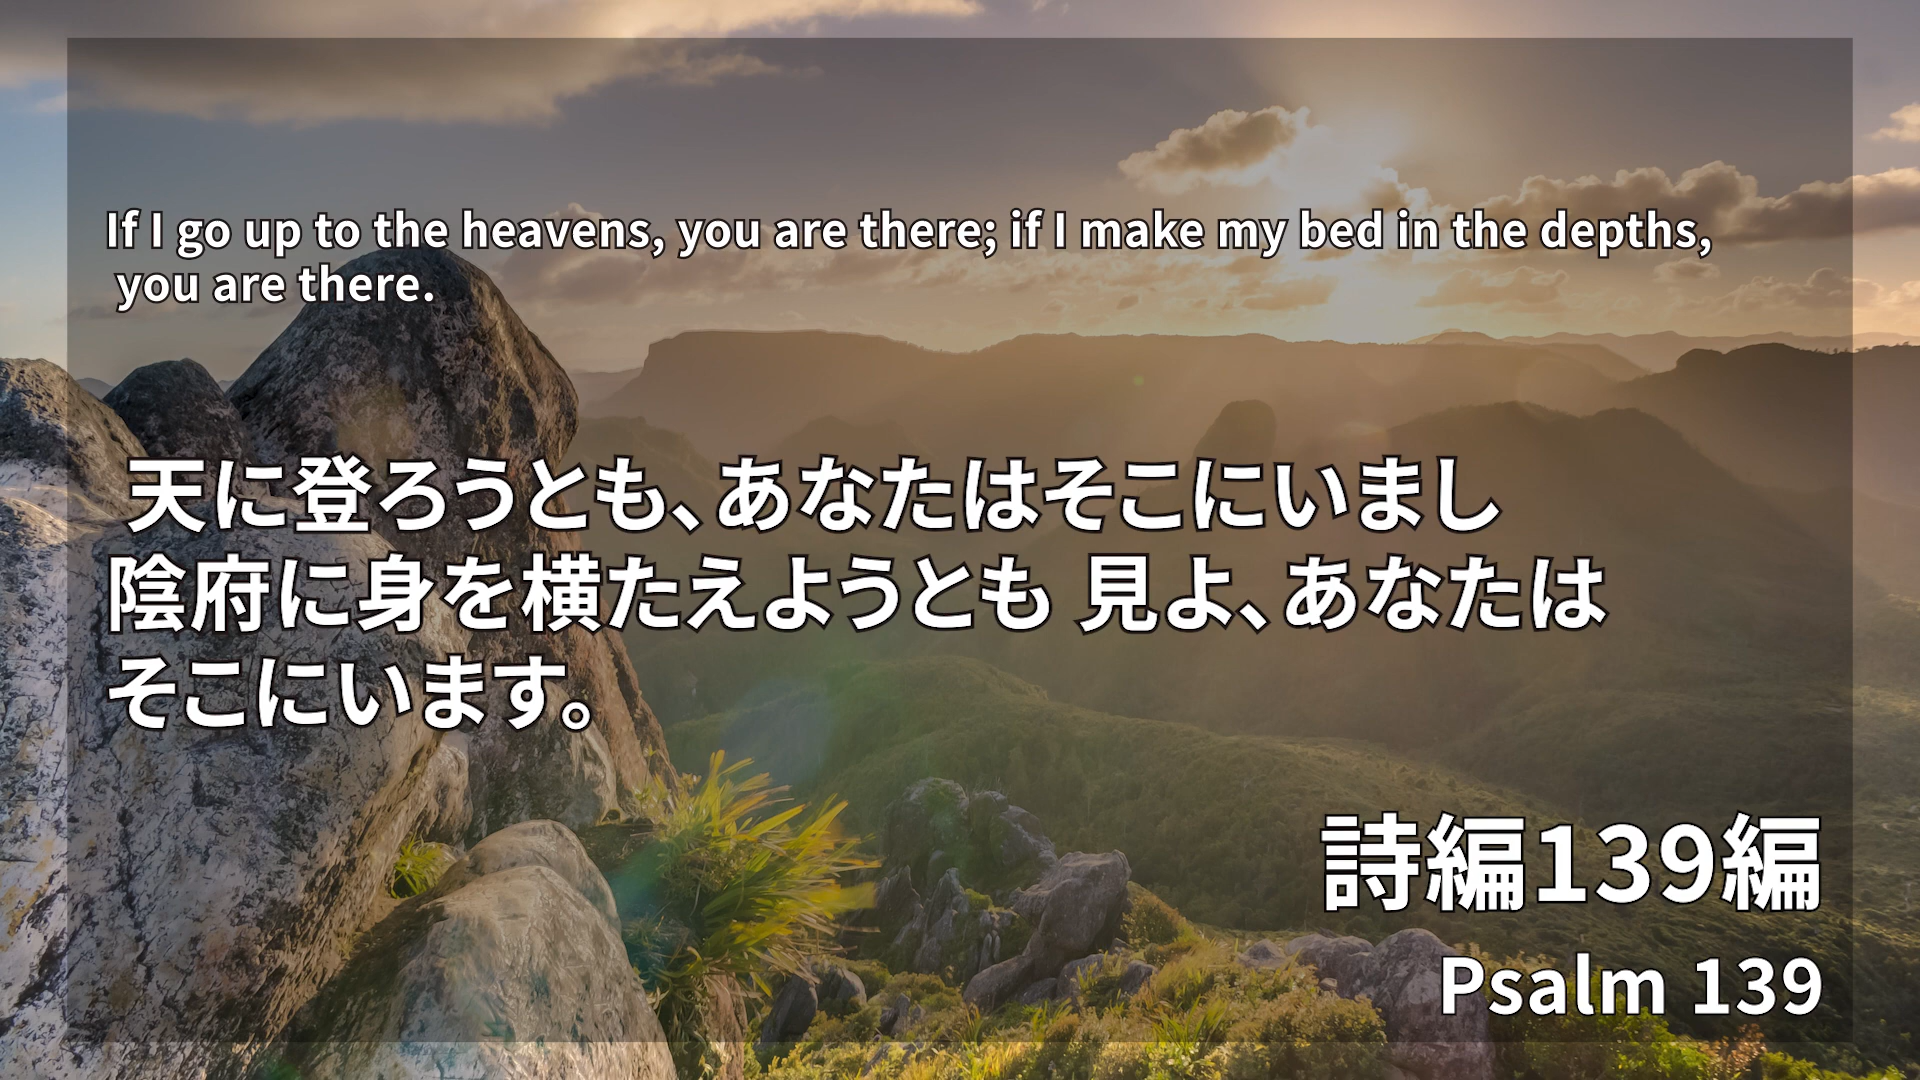 If I go up to the heavens, you are there; if I make my bed in the depths,
you are there.
天に登ろうとも、あなたはそこにいまし
陰府に身を横たえようとも 見よ、あなたは
そこにいます。
詩編139編
Psalm 139